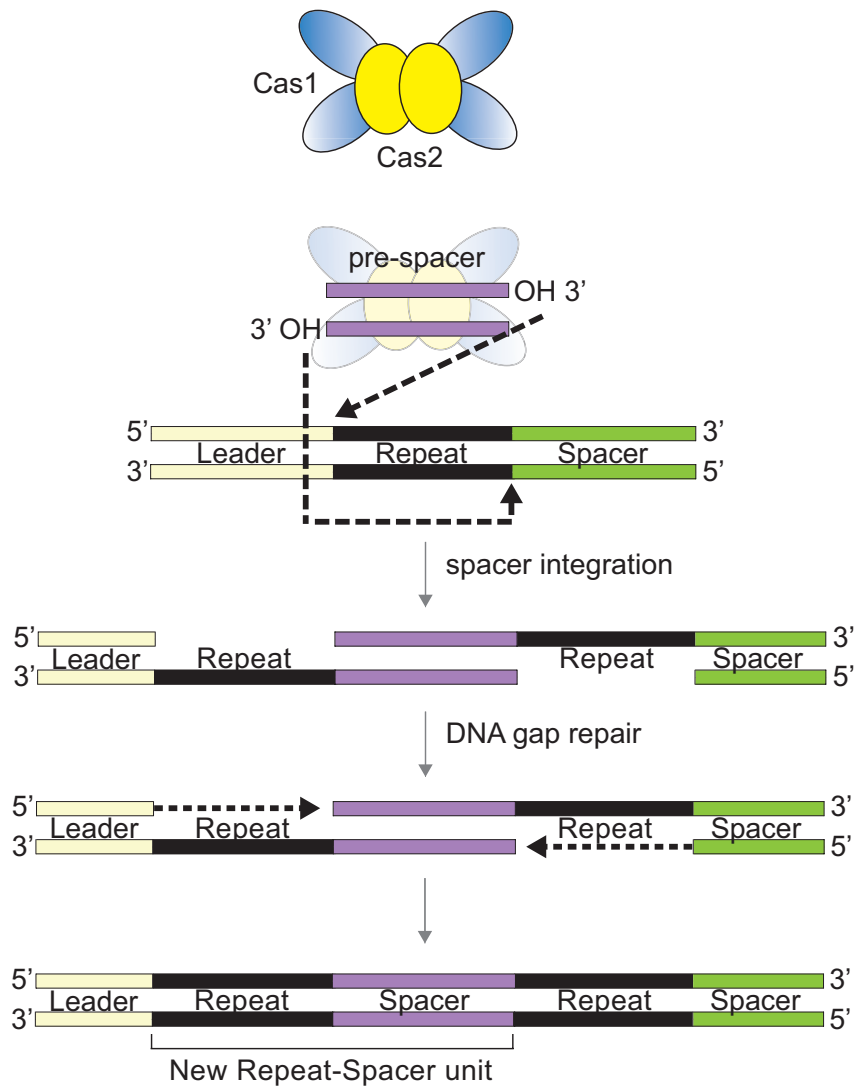 Cas1
Cas2
pre-spacer
OH 3’
3’ OH
5’ 3’
Leader Repeat Spacer
3’ 5’
spacer integration
5’ 3’
Leader Repeat Repeat Spacer
3’ 5’
DNA gap repair
5’ 3’
Leader Repeat Repeat Spacer
3’ 5’
5’ 3’
Leader Repeat Spacer Repeat Spacer
3’ 5’
New Repeat-Spacer unit